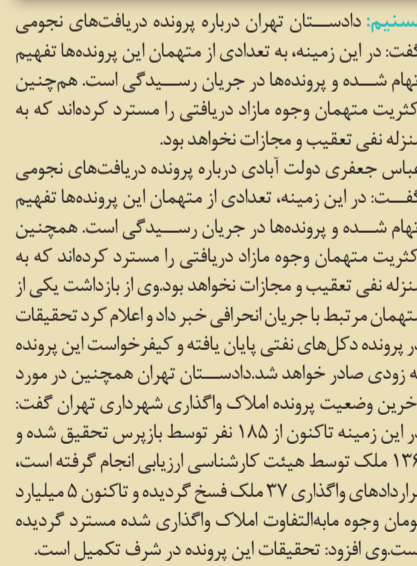 تسنیم: دادستان تهران درباره پرونده دریافت‌های نجومی
گفت: در این زمینه، به تعدادی از متهمان این پرونده‌ها تفهیم
اتهام شده و پرونده‌ها در جریان رسیدگی است. هم‌چنین
اکثریت متهمان وجوه مازاد دریافتی را مسترد کرده‌اند که به
منزله نفی تعقیب و مجازات نخواهد بود.
عباس جعفری دولت آبادی درباره پرونده دریافت‌های نجومی
گفت: در این زمینه، تعدادی از متهمان این پرونده‌ها تفهیم
اتهام شده و پرونده‌ها در جریان رسیدگی است. همچنین
اکثریت متهمان وجوه مازاد دریافتی را مسترد کرده‌اند که به
منزله نفی تعقیب و مجازات نخواهد بود.وی از بازداشت یکی از
متهمان مرتبط با جریان انحرافی خبر داد و اعلام کرد تحقیقات
در پرونده دکل‌های نفتی پایان یافته و کیفرخواست این پرونده
به زودی صادر خواهد شد.دادستان تهران همچنین در مورد
آخرین وضعیت پرونده املاک واگذاری شهرداری تهران گفت:
در این زمینه تاکنون از ۱۸۵ نفر توسط بازپرس تحقیق شده و
۱۳۶ ملک توسط هیئت کارشناسی ارزیابی انجام گرفته است،
قراردادهای واگذاری ۳۷ ملک فسخ گردیده و تاکنون ۵ میلیارد
تومان وجوه مابه‌التفاوت املاک واگذاری شده مسترد گردیده
است.وی افزود: تحقیقات این پرونده در شرف تکمیل است.